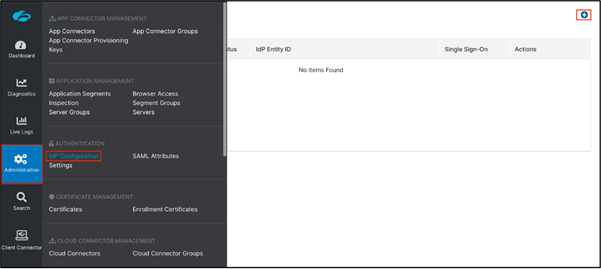 APP CONNECTOR MANAGEMENT
App Connectors App Connector Groups
App Connector Provisioning
Keys
Dashboard
tus IdP Entity ID Single Sign-On Actions
No Items Found
APPLICATION MANAGEMENT
Diagnostics
Application Segments Browser Access
Inspection Segment Groups
Server Groups Servers
Live Logs
AUTHENTICATION
IdP Configuration SAML Attributes
Settings
Administration
CERTIFICATE MANAGEMENT
Certificates Enrollment Certificates
Search
CLOUD CONNECTOR MANAGEMENT
Client Connector
Cloud Connectors Cloud Connector Groups